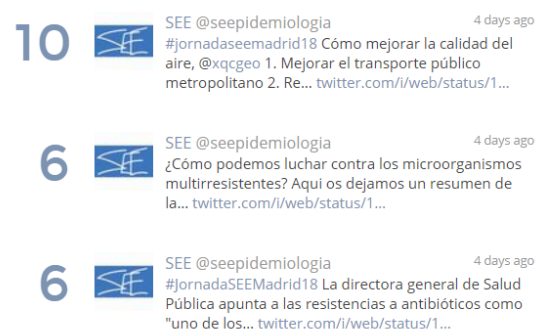 10
SEE
SEE @seepidemiologia
4 days ago
#jornadaseemadrid18 Cómo mejorar la calidad del
aire, @xqcgeo 1. Mejorar el transporte público
metropolitano 2. Re... twitter.com/i/web/status/1...
6
SEE
SEE @seepidemiologia
4 days ago
¿Cómo podemos luchar contra los microorganismos
multirresistentes? Aqui os dejamos un resumen de
la... twitter.com/i/web/status/1...
6
SEE
SEE @seepidemiologia
4 days ago
#JornadaSEEMadrid18 La directora general de Salud
Pública apunta a las resistencias a antibióticos como
"uno de los... twitter.com/i/web/status/1...